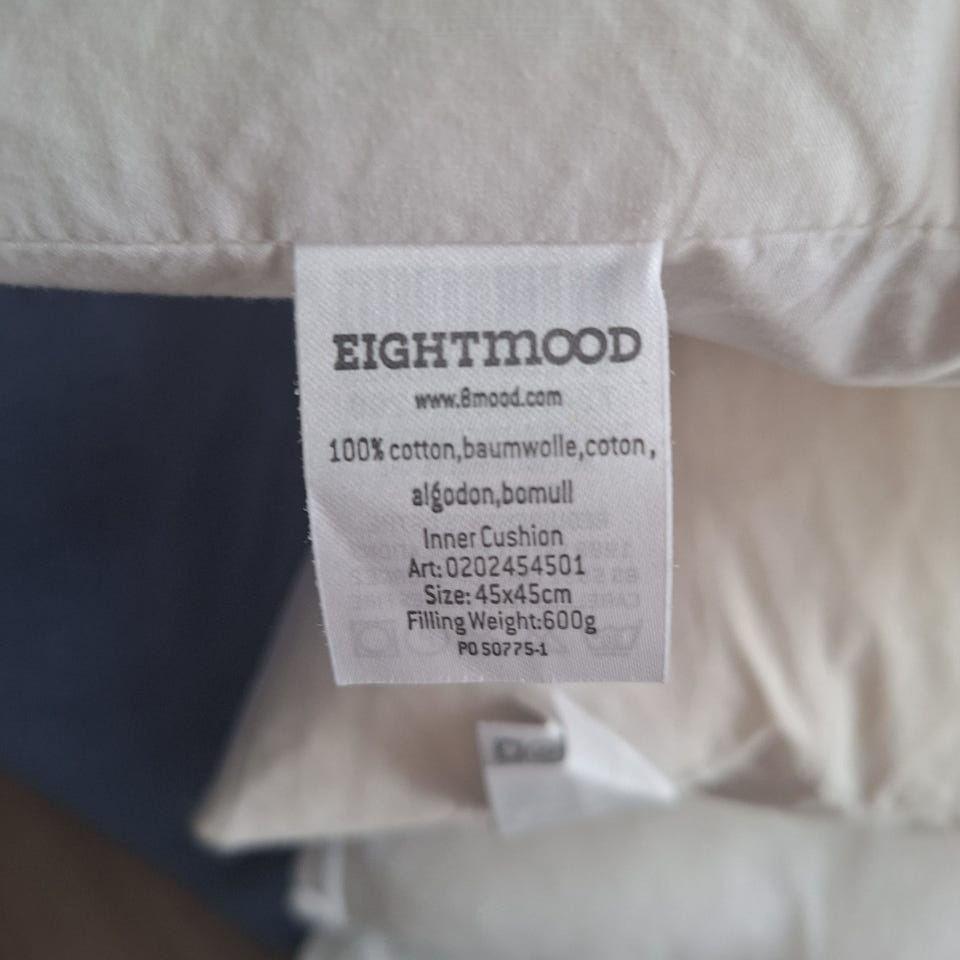 EIGHTMOOD
www.8mood.com
100% cotton,baumwolle,coton,
algodon,bomull
Inner Cushion
Art:0202454501
Size:45x45cm
Filling Weight:600g
PO 50775-1